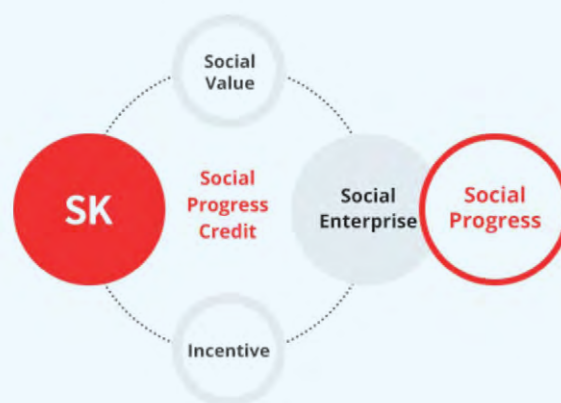 Social
Value
SK
Social
Progress
Credit
Social
Enterprise
Social
Progress
Incentive